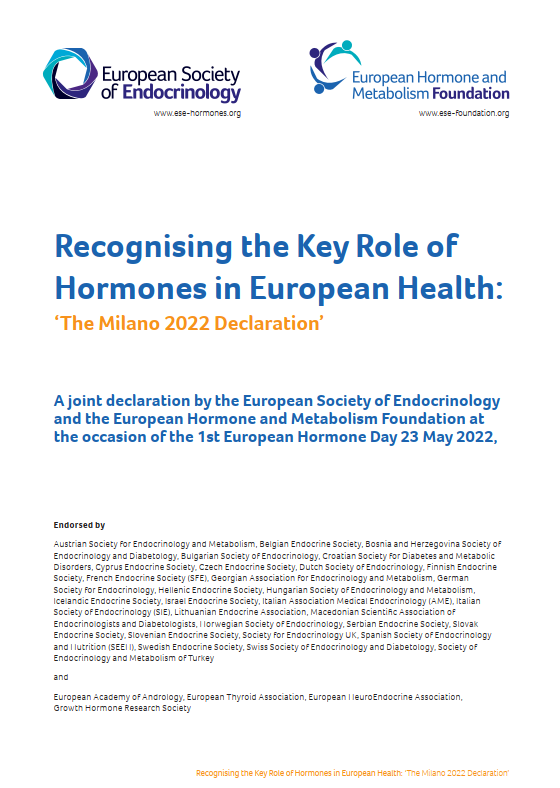 European Society
of Endocrinology
www.ese-hormones.org
European Hormone and
Metabolism Foundation
www.ese-foundation.org
Recognising the Key Role of
Hormones in European Health:
‘The Milano 2022 Declaration’
A joint declaration by the European Society of Endocrinology
and the European Hormone and Metabolism Foundation at
the occasion of the 1st European Hormone Day 23 May 2022,
Endorsed by
Austrian Society for Endocrinology and Metabolism, Belgian Endocrine Society, Bosnia and Herzegovina Society of
Endocrinology and Diabetology, Bulgarian Society of Endocrinology, Croatian Society for Diabetes and Metabolic
Disorders, Cyprus Endocrine Society, Czech Endocrine Society, Dutch Society of Endocrinology, Finnish Endocrine
Society, French Endocrine Society (SFE), Georgian Association for Endocrinology and Metabolism, German
Society for Endocrinology, Hellenic Endocrine Society, Hungarian Society of Endocrinology and Metabolism,
Icelandic Endocrine Society, Israel Endocrine Society, Italian Association Medical Endocrinology (AME), Italian
Society of Endocrinology (SIE), Lithuanian Endocrine Association, Macedonian Scientific Association of
Endocrinologists and Diabetologists, Norwegian Society of Endocrinology, Serbian Endocrine Society, Slovak
Endocrine Society, Slovenian Endocrine Society, Society for Endocrinology UK, Spanish Society of Endocrinology
and Nutrition (SEEN), Swedish Endocrine Society, Swiss Society of Endocrinology and Diabetology, Society of
Endocrinology and Metabolism of Turkey
and
European Academy of Andrology, European Thyroid Association, European NeuroEndocrine Association,
Growth Hormone Research Society
Recognising the Key Role of Hormones in European Health: ‘The Milano 2022 Declaration’